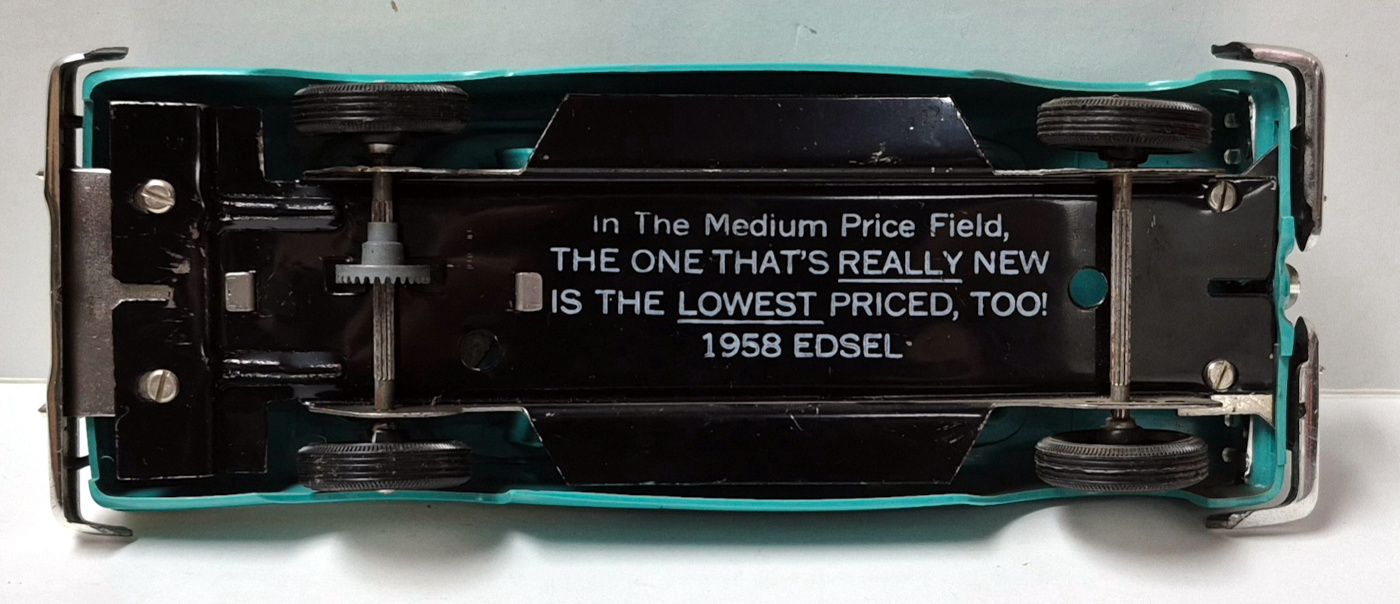 In The Medium Price Field,
THE ONE THAT'S REALLY NEW
IS THE LOWEST PRICED, TOO!
1958 EDSEL